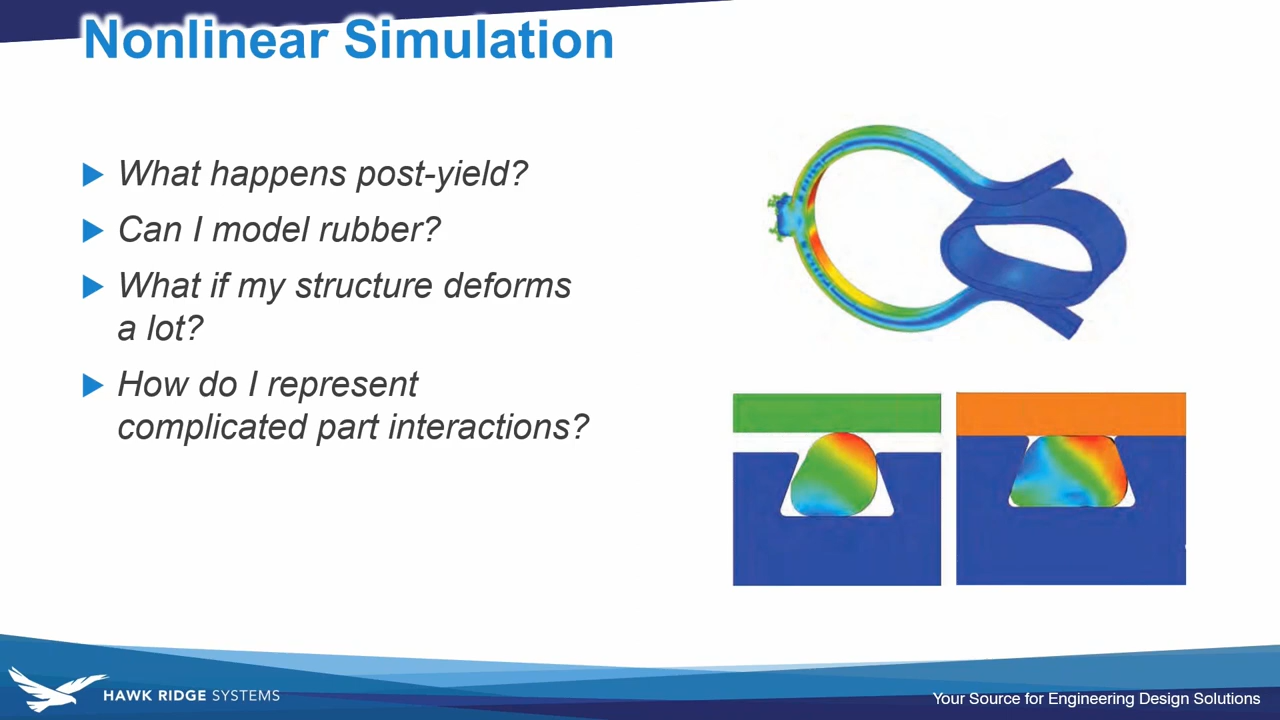 Nonlinear Simulation
What happens post-yield?
Can I model rubber?
What if my structure deforms
a lot?
How do I represent
complicated part interactions?
HAWK RIDGE SYSTEMS
Your Source for Engineering Design Solutions